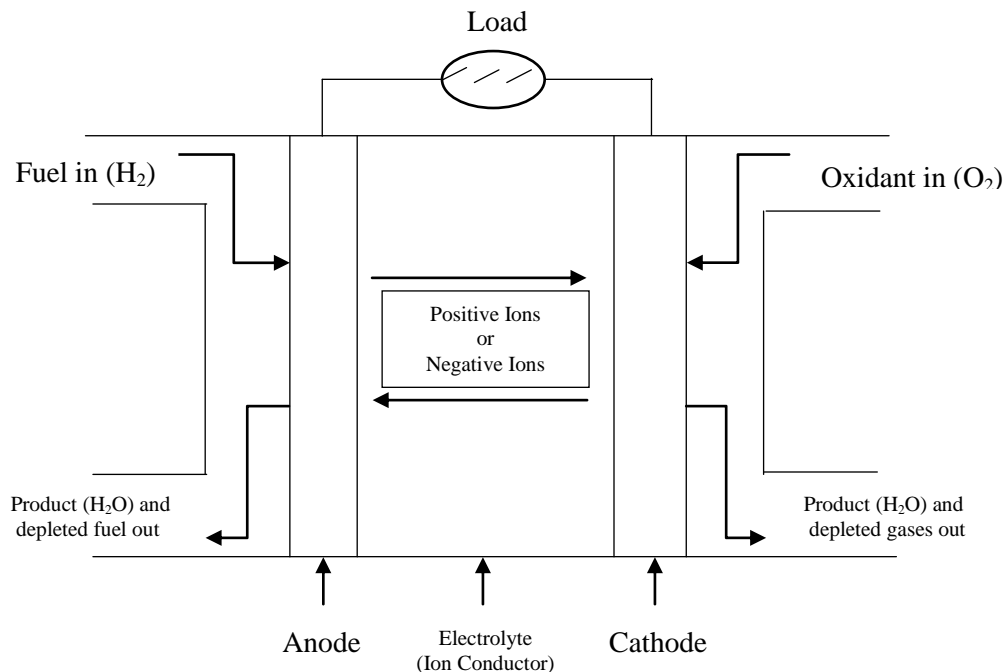 Load
Fuel in (H₂)
Oxidant in (O₂)
Positive Ions
or
Negative Ions
Product (H₂O) and
depleted fuel out
Product (H₂O) and
depleted gases out
Anode
Electrolyte
(Ion Conductor)
Cathode